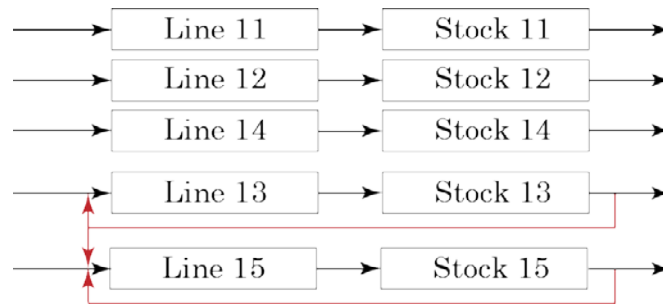 Line 11 Stock 11
Line 12 Stock 12
Line 14 Stock 14
Line 13 Stock 13
Line 15 Stock 15